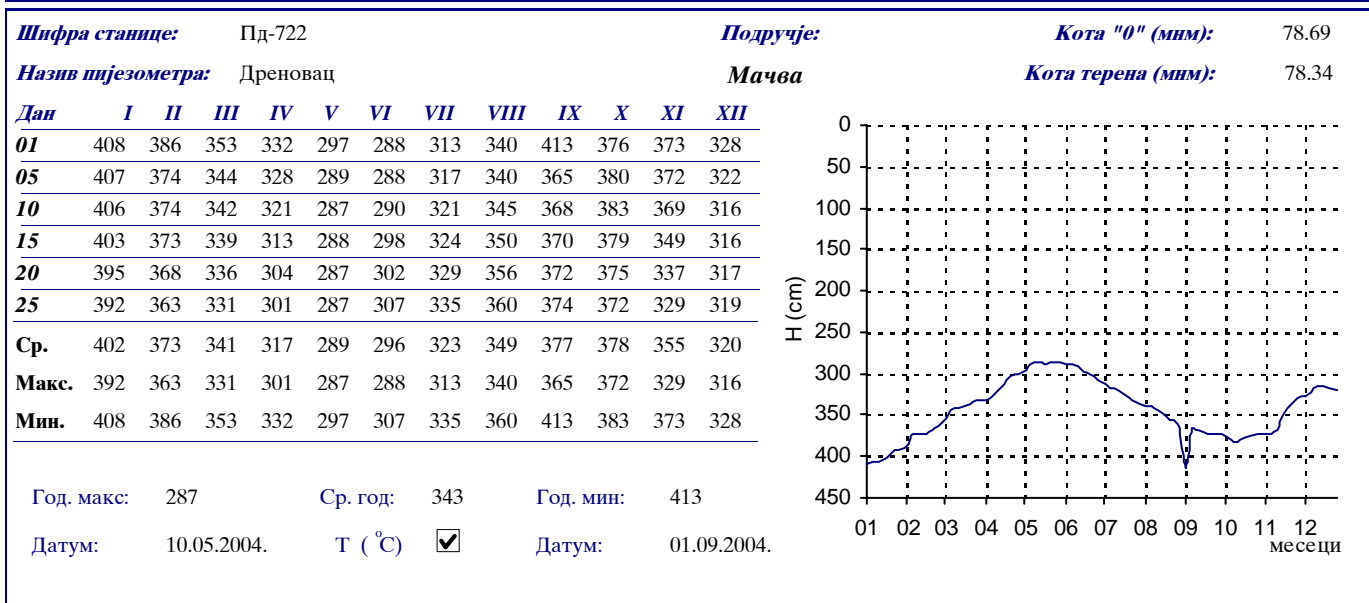 Шифра станице: Пд-722 Подручје: Кота "0" (мнм): 78.69
Назив пијезометра: Дреновац Мачва Кота терена (мнм): 78.34
Дан I II III IV V VI VII VIII IX X XI XII
01 408 386 353 332 297 288 313 340 413 376 373 328
05 407 374 344 328 289 288 317 340 365 380 372 322
10 406 374 342 321 287 290 321 345 368 383 369 316
15 403 373 339 313 288 298 324 350 370 379 349 316
20 395 368 336 304 287 302 329 356 372 375 337 317
25 392 363 331 301 287 307 335 360 374 372 329 319
Ср. 402 373 341 317 289 296 323 349 377 378 355 320
Макс. 392 363 331 301 287 288 313 340 365 372 329 316
Мин. 408 386 353 332 297 307 335 360 413 383 373 328
Год. макс: 287 Ср. год: 343 Год. мин: 413
Датум: 10.05.2004. T ( °C) Датум: 01.09.2004.
0
50
100
150
200
250
300
350
400
450
H (cm)
01 02 03 04 05 06 07 08 09 10 11 12
месеци